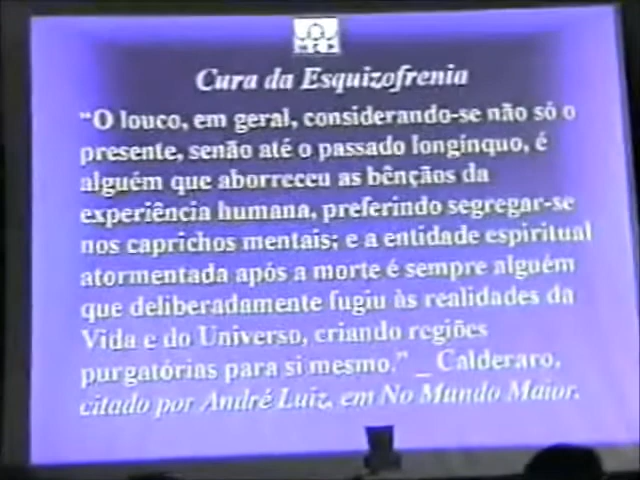 Cura da Esquizofrenia
"O louco, em geral, considerando-se não só o
presente, senão até o passado longínquo, é
alguém que aborreceu as bênçãos da
experiência humana, preferindo segregar-se
nos caprichos mentais; e a entidade espiritual
atormentada após a morte é sempre alguém
que deliberadamente fugiu às realidades da
Vida e do Universo, criando regiões
purgatórias para si mesmo." _ Calderaro,
citado por André Luiz, em No Mundo Maior.